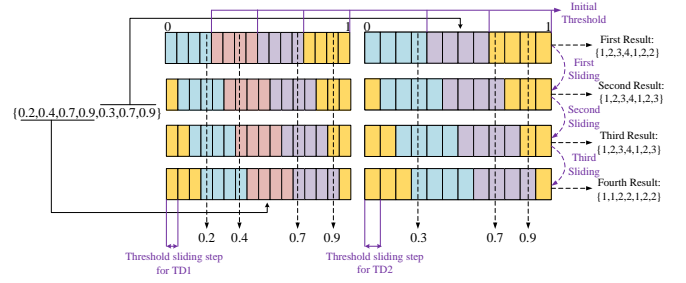 0 1 0 1 Initial
Threshold
First Result:
{1,2,3,4,1,2,2}
First
Sliding
Second Result:
{1,2,3,4,1,2,3}
{0.2,0.4,0.7,0.9,0.3,0.7,0.9}
Second
Sliding
Third Result:
{1,2,3,4,1,2,3}
Third
Sliding
Fourth Result:
{1,1,2,2,1,2,2}
0.2 0.4 0.7 0.9 0.3 0.7 0.9
Threshold sliding step
for TD1
Threshold sliding step
for TD2